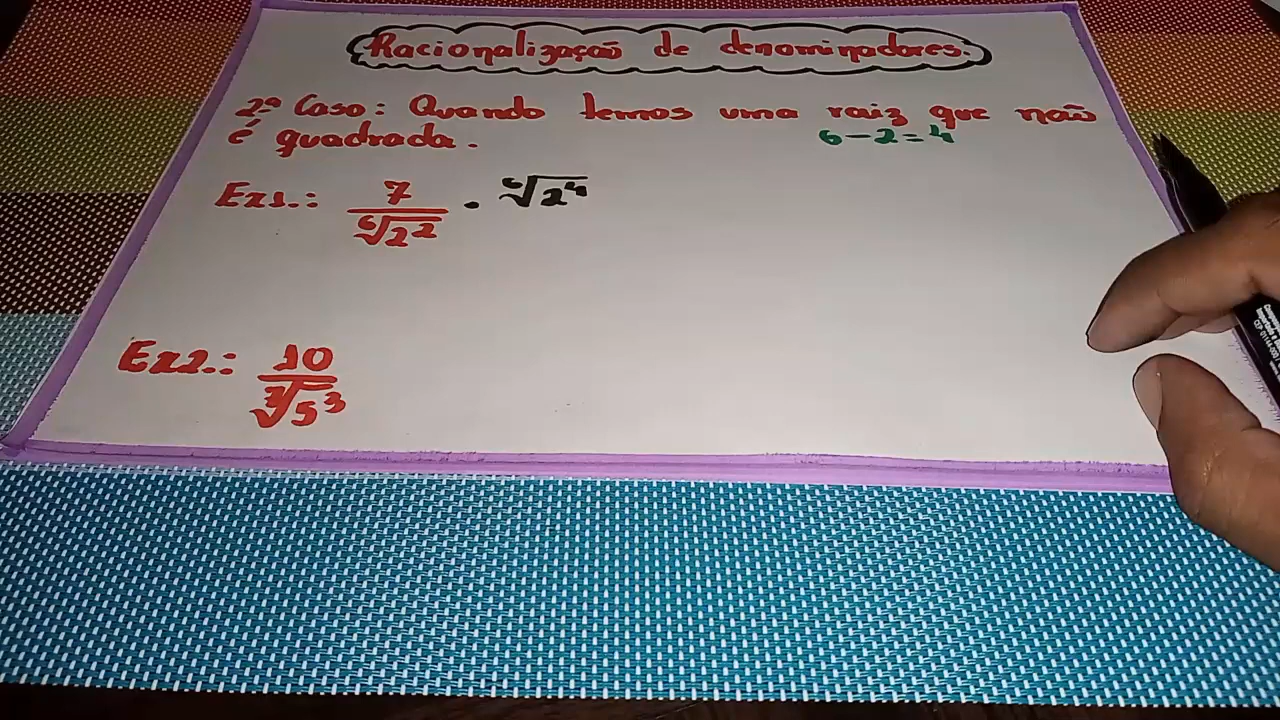 Racionalização de denominadores.
2º Caso: Quando temos uma raiz que não
é quadrada.
6-2=4
Ex1.: 7/⁶√2² . ⁶√2⁴
Ex2.: 10/⁷√5³